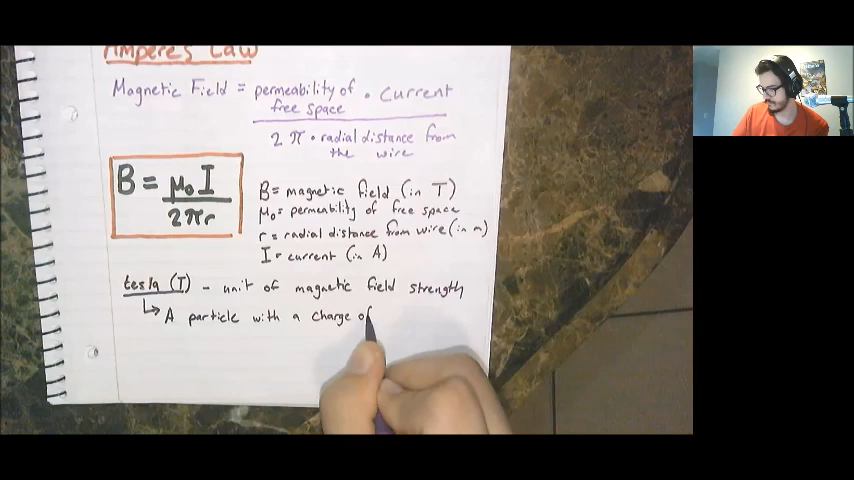 Ampere's Law
Magnetic Field = permeability of free space · current
2 π · radial distance from the wire
B = μ₀ I
2πr
B = magnetic field (in T)
μ₀ = permeability of free space
r = radial distance from wire (in m)
I = current (in A)
tesla (T) - unit of magnetic field strength
↳ A particle with a charge of